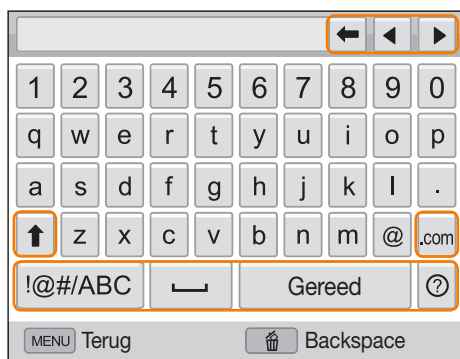 1 2 3 4 5 6 7 8 9 0
q w e r t y u i o p
a s d f g h j k l .
z x c v b n m @ .com
!@#/ABC Gereed ?
MENU Terug Backspace